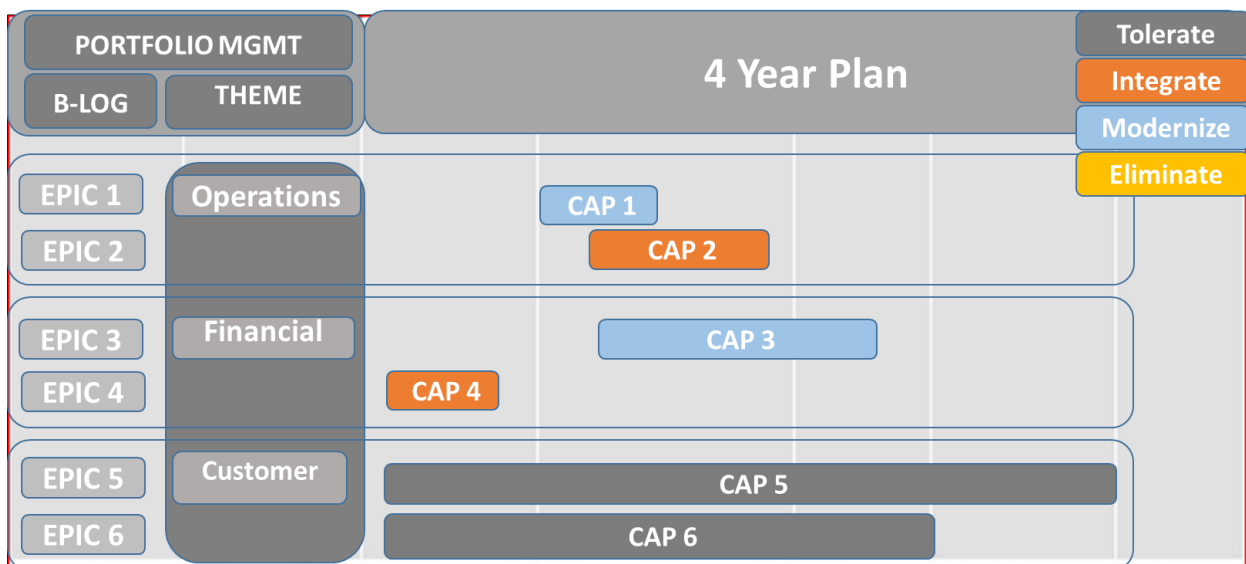 PORTFOLIO MGMT
B-LOG
THEME
4 Year Plan
Tolerate
Integrate
Modernize
Eliminate
EPIC 1
Operations
CAP 1
EPIC 2
CAP 2
EPIC 3
Financial
CAP 3
EPIC 4
CAP 4
EPIC 5
Customer
CAP 5
EPIC 6
CAP 6